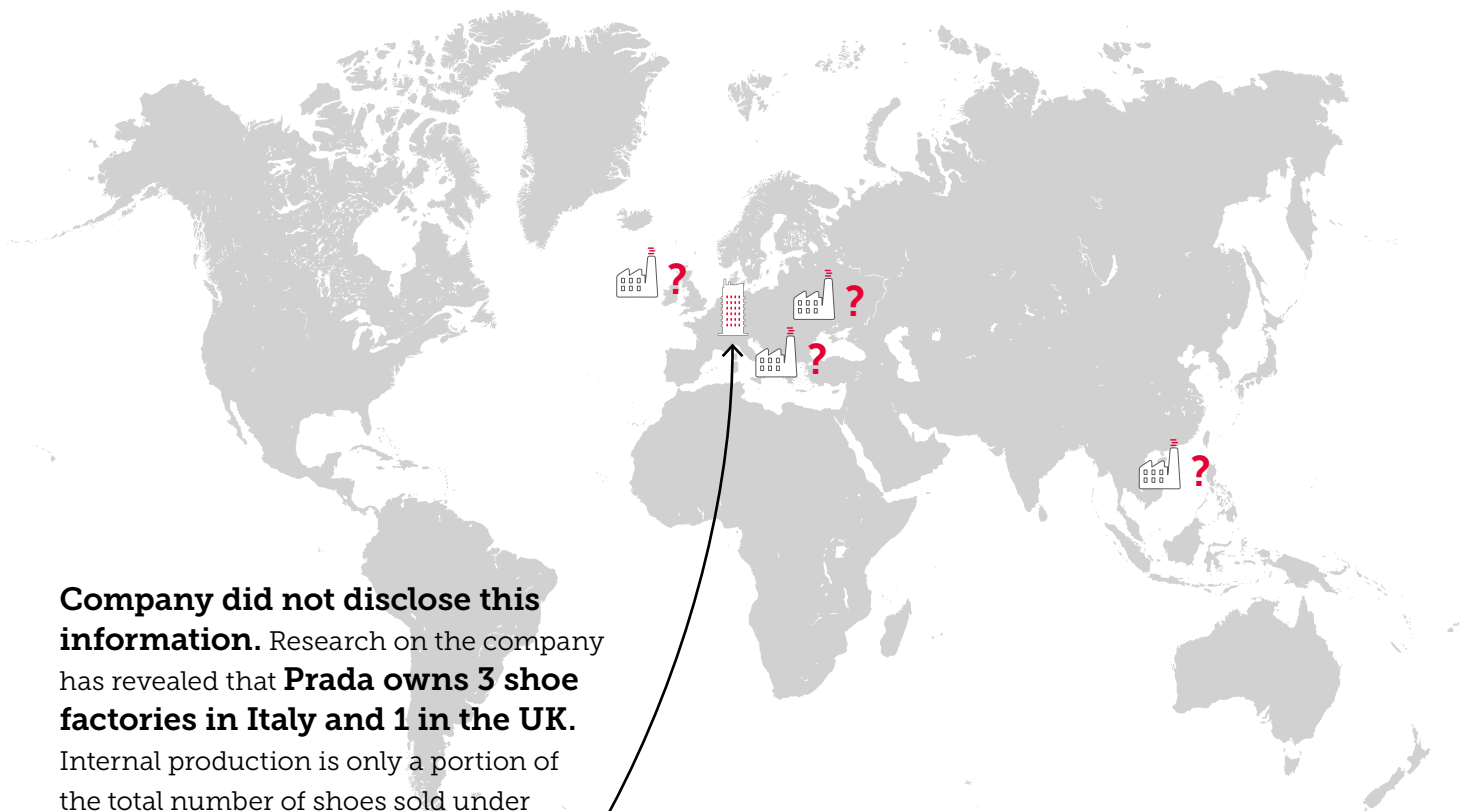 ?
?
?
?
Company did not disclose this
information. Research on the company
has revealed that Prada owns 3 shoe
factories in Italy and 1 in the UK.
Internal production is only a portion of
the total number of shoes sold under